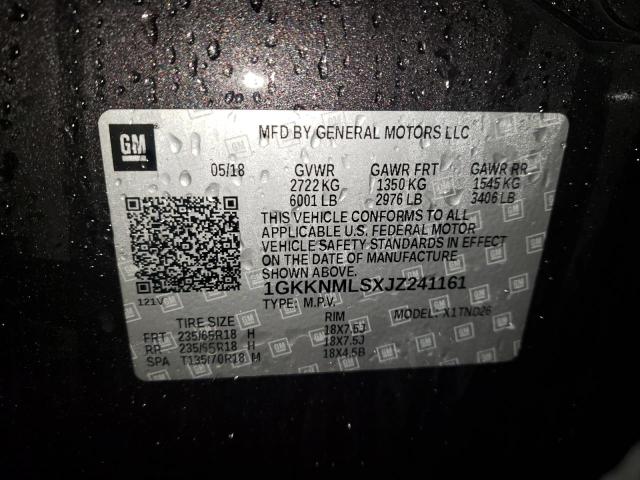 GM
MFD BY GENERAL MOTORS LLC
05/18 GVWR GAWR FRT GAWR RR
2722 KG 1350 KG 1545 KG
6001 LB 2976 LB 3406 LB
THIS VEHICLE CONFORMS TO ALL
APPLICABLE U.S. FEDERAL MOTOR
VEHICLE SAFETY STANDARDS IN EFFECT
ON THE DATE OF MANUFACTURE
SHOWN ABOVE.
1GKKNMLSXJZ241161
121V TYPE: M.P.V. MODEL: X1TND26
TIRE SIZE RIM
FRT 235/65R18 H 18X7.5J
RR 235/65R18 H 18X7.5J
SPA T135/70R18 M 18X4.5B